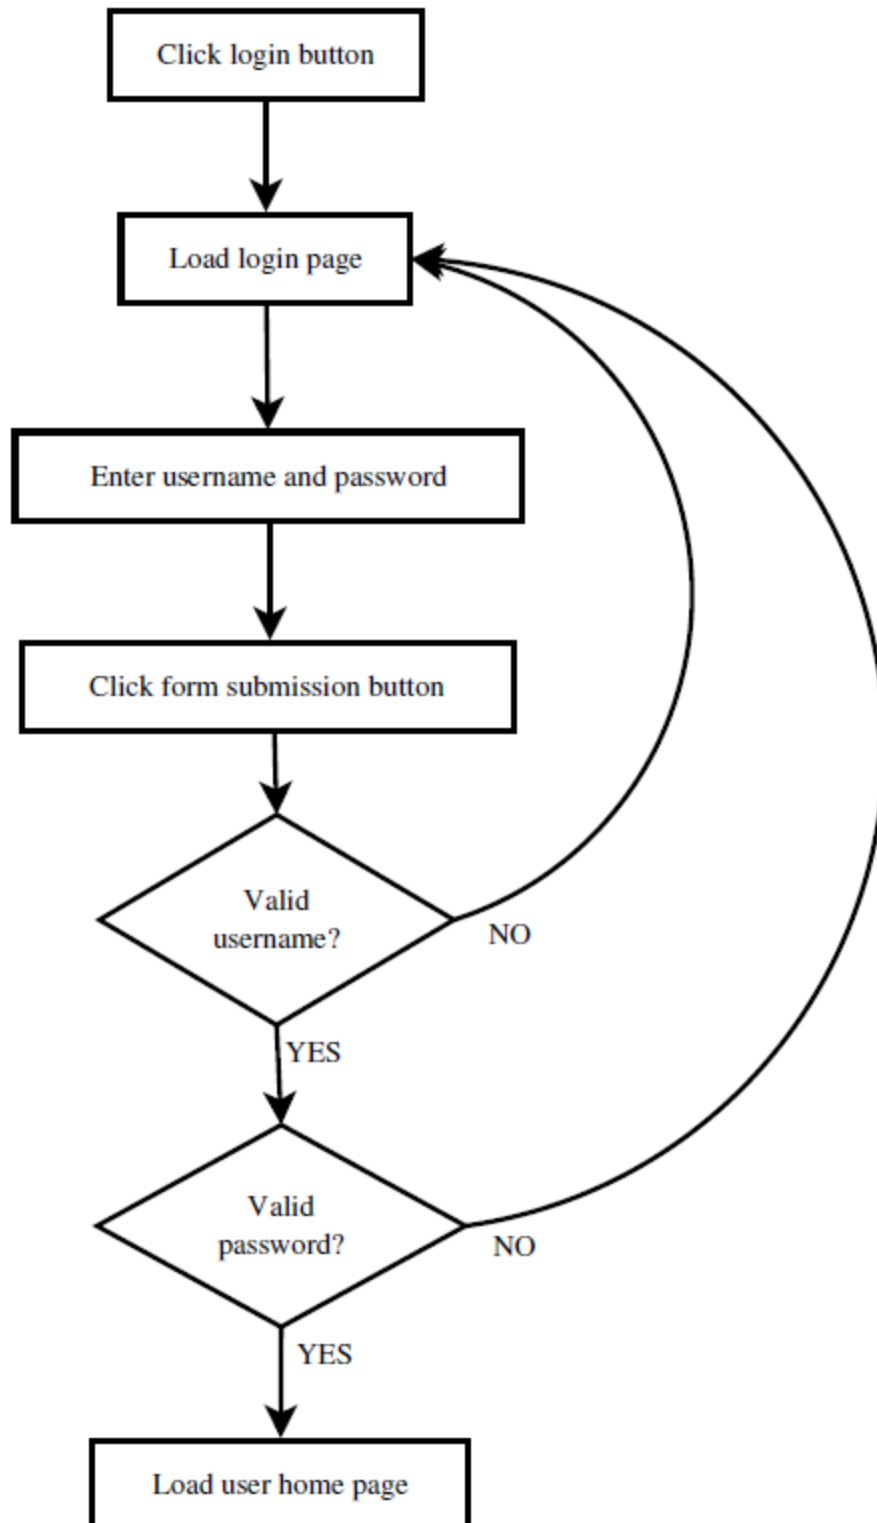 Click login button
Load login page
Enter username and password
Click form submission button
Valid
username?
NO
YES
Valid
password?
NO
YES
Load user home page